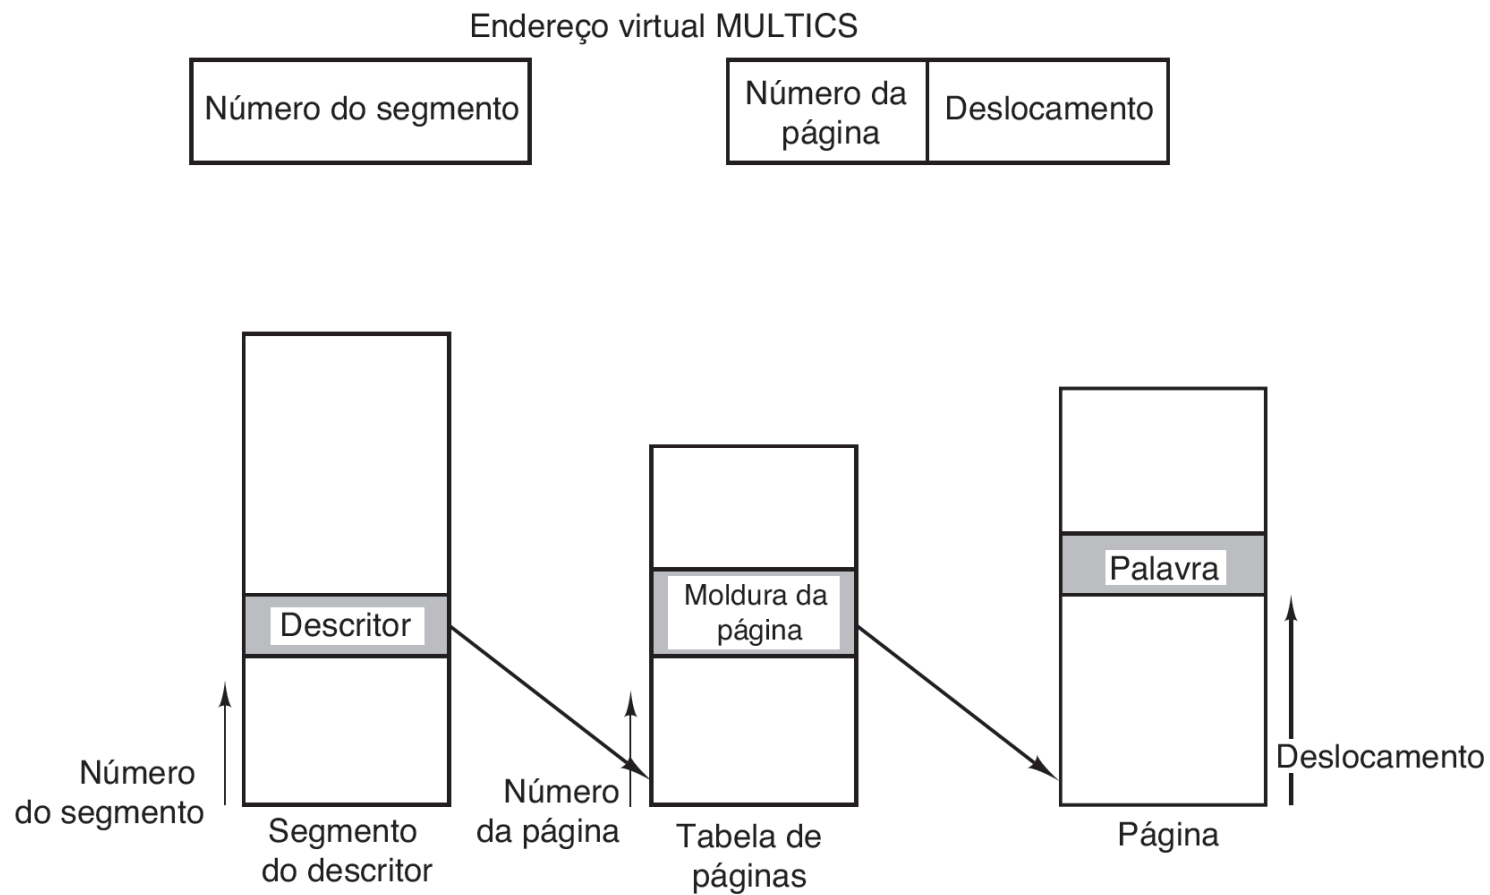 Endereço virtual MULTICS
Número do segmento
Número da
página
Deslocamento
Descritor
Moldura da
página
Palavra
Número
do segmento
Número
da página
Deslocamento
Segmento
do descritor
Tabela de
páginas
Página